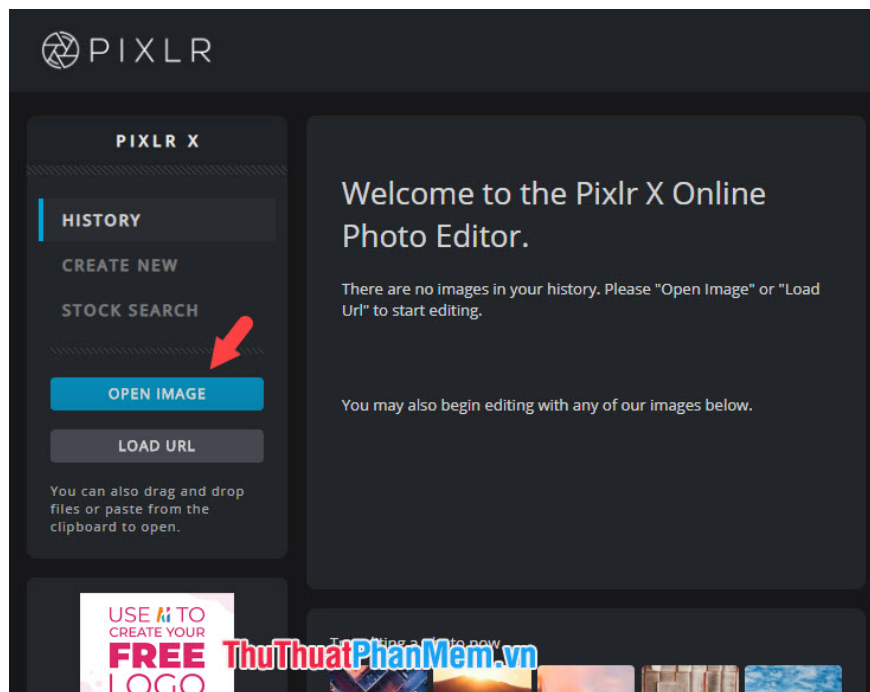 PIXLR
PIXLR X
HISTORY
CREATE NEW
STOCK SEARCH
OPEN IMAGE
LOAD URL
You can also drag and drop
files or paste from the
clipboard to open.
Welcome to the Pixlr X Online
Photo Editor.
There are no images in your history. Please "Open Image" or "Load
Url" to start editing.
You may also begin editing with any of our images below.
USE Ai TO
CREATE YOUR
FREE
LOGO
photo now
ThuThuatPhanMem.vn